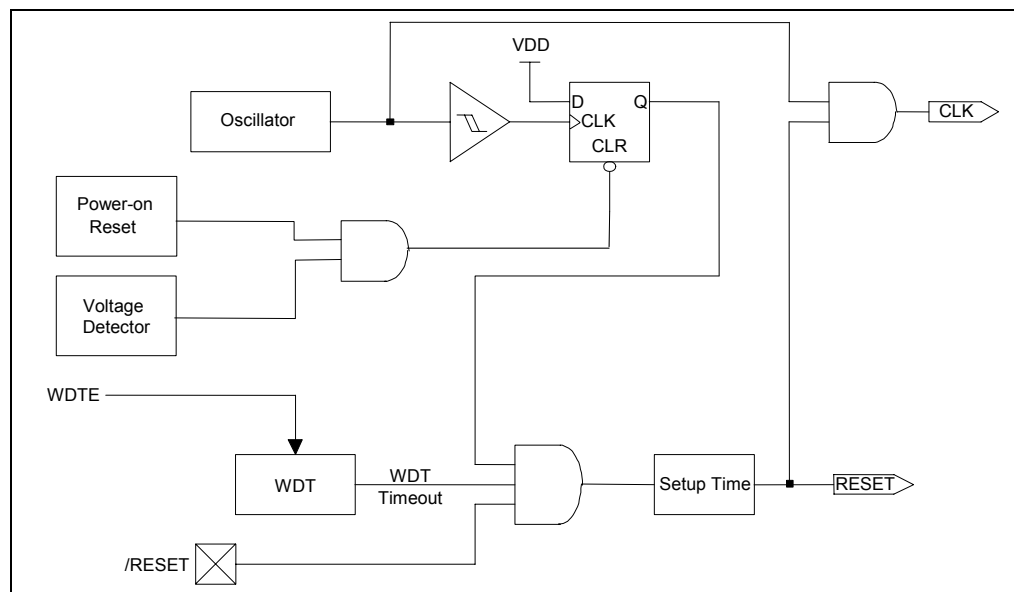 VDD
Oscillator
D
Q
CLK
CLR
CLK
Power-on
Reset
Voltage
Detector
WDTE
WDT
WDT
Timeout
Setup Time
RESET
/RESET